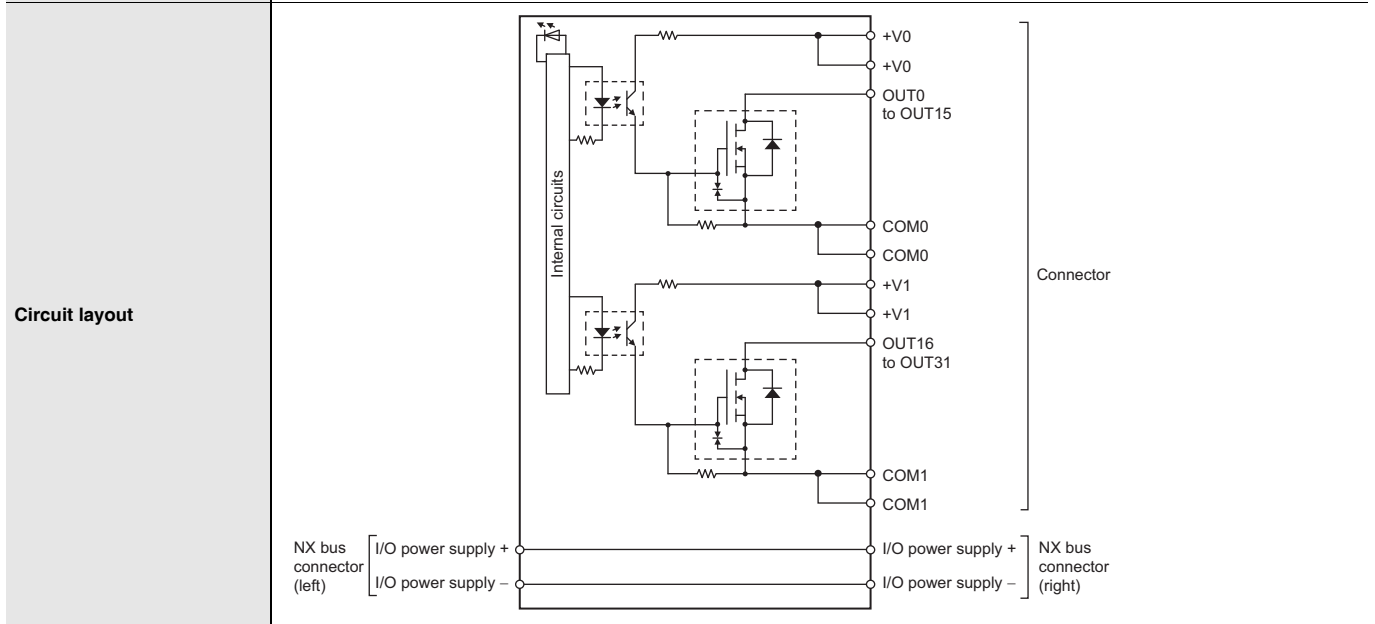 Circuit layout
Internal circuits
+V0
+V0
OUT0
to OUT15
COM0
COM0
+V1
+V1
OUT16
to OUT31
COM1
COM1
Connector
NX bus
connector
(left)
I/O power supply +
I/O power supply –
I/O power supply +
I/O power supply –
NX bus
connector
(right)